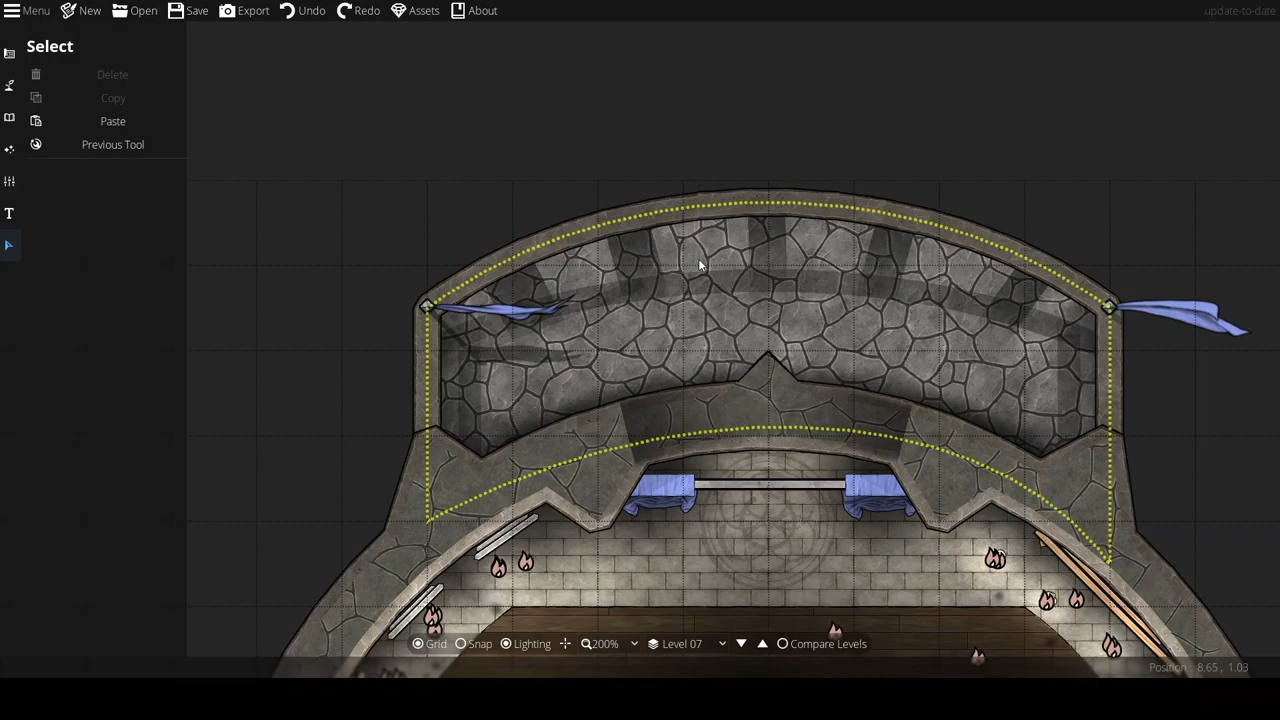 Menu New Open Save Export Undo Redo Assets About update-to-date
Select
Delete
Copy
Paste
Previous Tool
T
Grid Snap Lighting 200% Level 07 Compare Levels
Position : 8.65 , 1.03